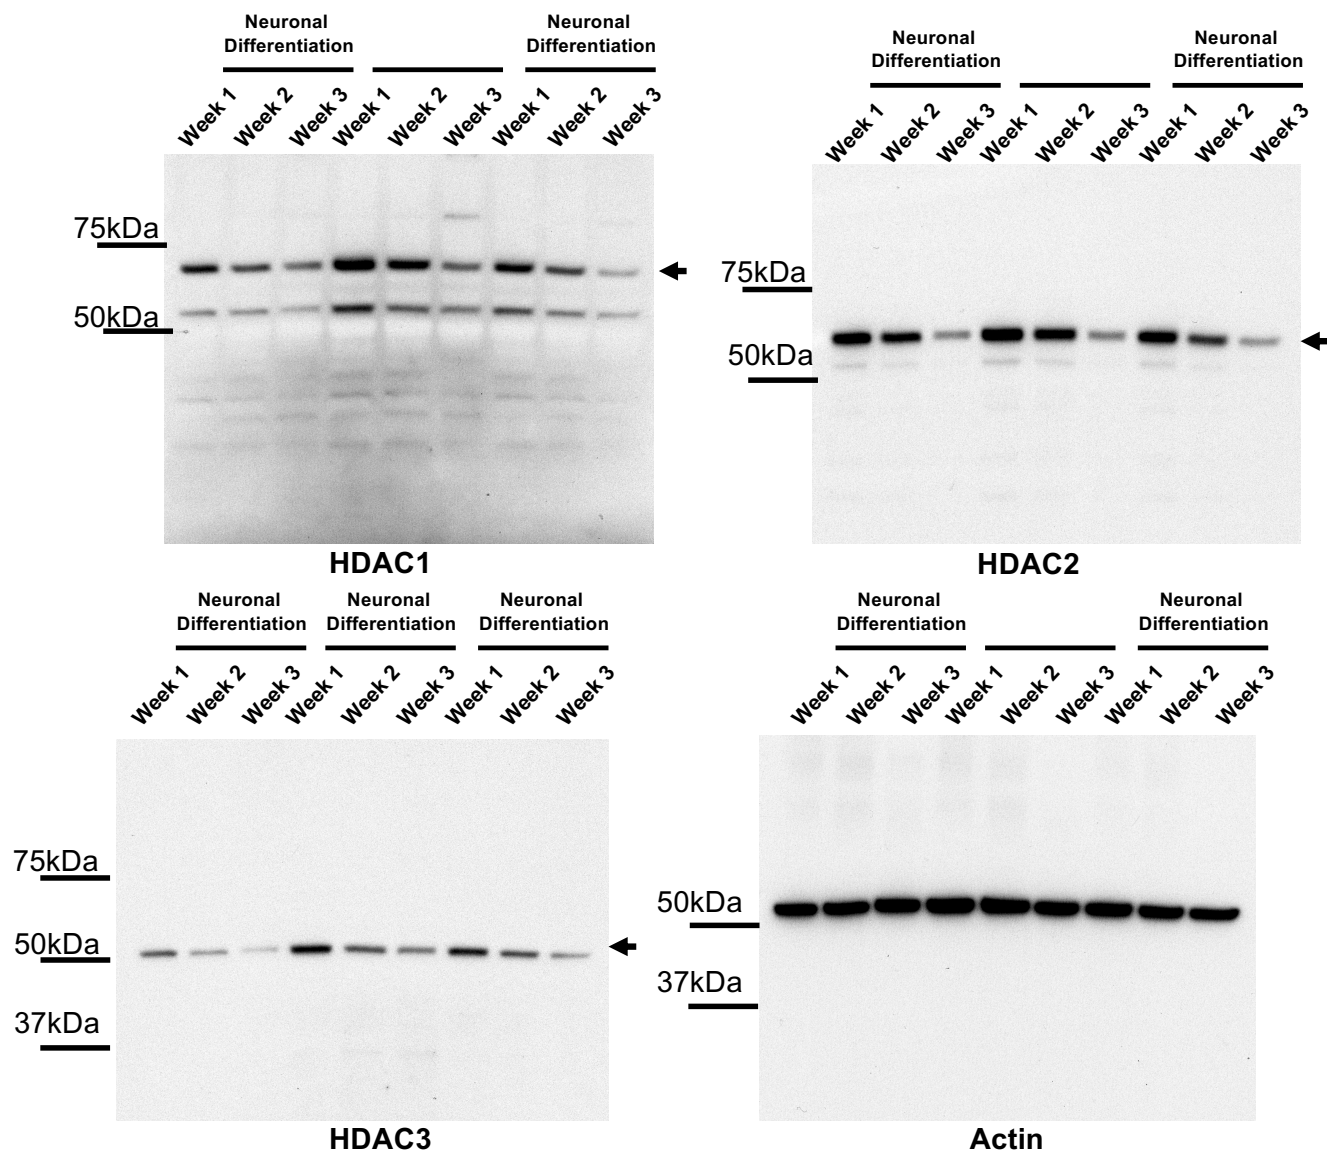 Neuronal
Differentiation
Neuronal
Differentiation
Week 1
Week 2
Week 3
Week 1
Week 2
Week 3
Week 1
Week 2
Week 3
75kDa
50kDa
HDAC1
Neuronal
Differentiation
Neuronal
Differentiation
Week 1
Week 2
Week 3
Week 1
Week 2
Week 3
Week 1
Week 2
Week 3
75kDa
50kDa
HDAC2
Neuronal
Differentiation
Neuronal
Differentiation
Neuronal
Differentiation
Week 1
Week 2
Week 3
Week 1
Week 2
Week 3
Week 1
Week 2
Week 3
75kDa
50kDa
37kDa
HDAC3
Neuronal
Differentiation
Neuronal
Differentiation
Week 1
Week 2
Week 3
Week 1
Week 2
Week 3
Week 1
Week 2
Week 3
50kDa
37kDa
Actin